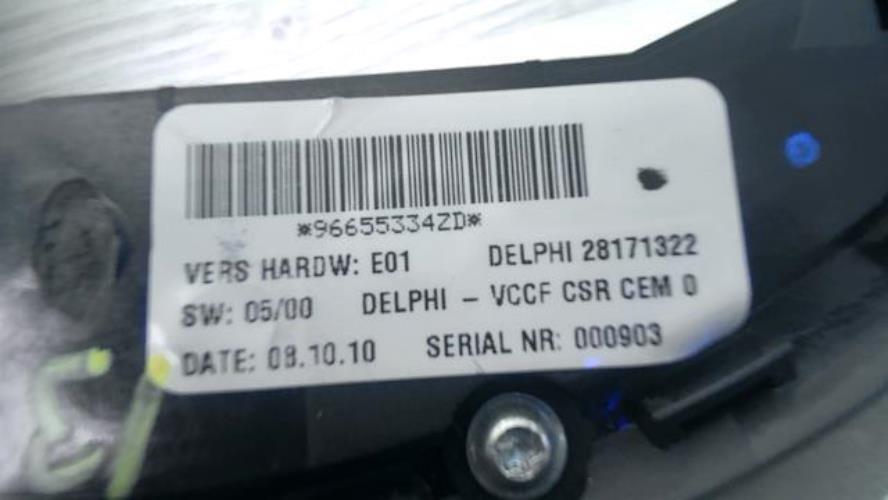 *96655334ZD*
VERS HARDW: E01 DELPHI 28171322
SW: 05/00 DELPHI - VCCF CSR CEM 0
DATE: 08.10.10 SERIAL NR: 000903